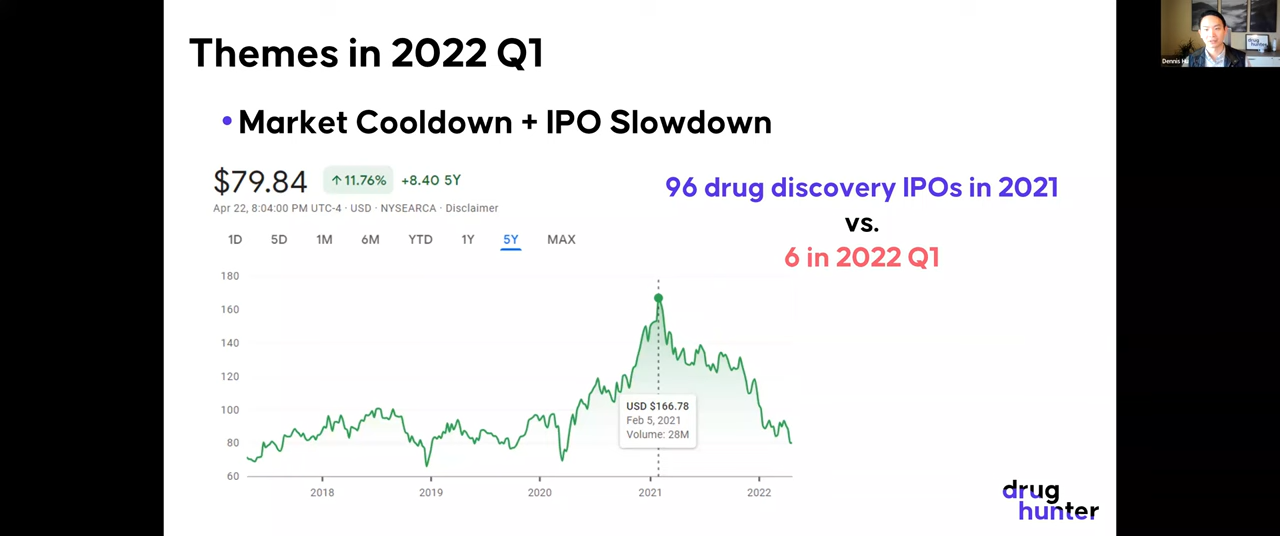 Themes in 2022 Q1
• Market Cooldown + IPO Slowdown
$79.84 ↑ 11.76% +8.40 5Y
Apr 22, 8:04:00 PM UTC-4 · USD · NYSEARCA · Disclaimer
1D 5D 1M 6M YTD 1Y 5Y MAX
96 drug discovery IPOs in 2021
vs.
6 in 2022 Q1
180
160
140
120
100
80
60
USD $166.78
Feb 5, 2021
Volume: 28M
2018 2019 2020 2021 2022
drug
hunter
Dennis